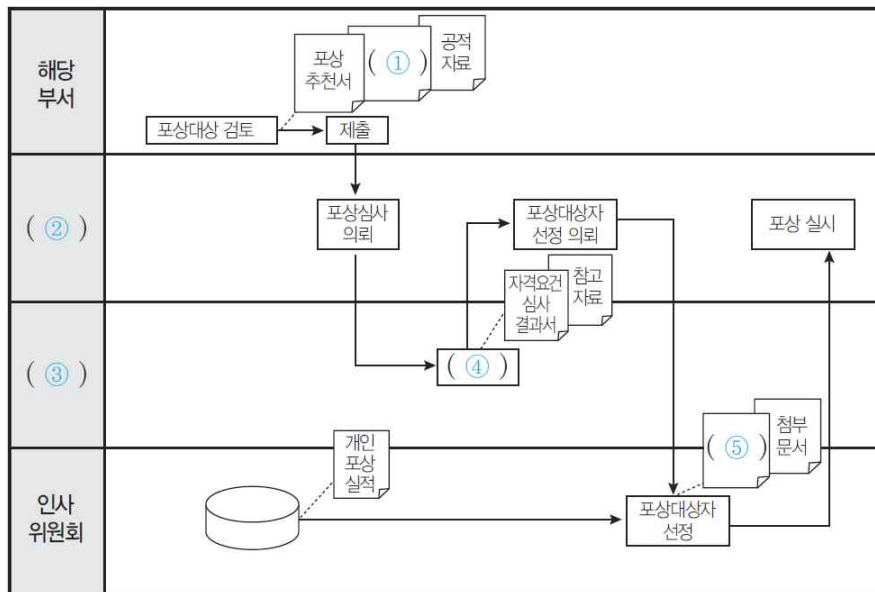 해당
부서
포상
추천서
( ① )
공적
자료
포상대상 검토
제출
( ② )
포상심사
의뢰
포상대상자
선정 의뢰
포상 실시
자격요건
심사
결과서
참고
자료
( ③ )
( ④ )
( ⑤ )
첨부
문서
인사
위원회
개인
포상
실적
포상대상자
선정